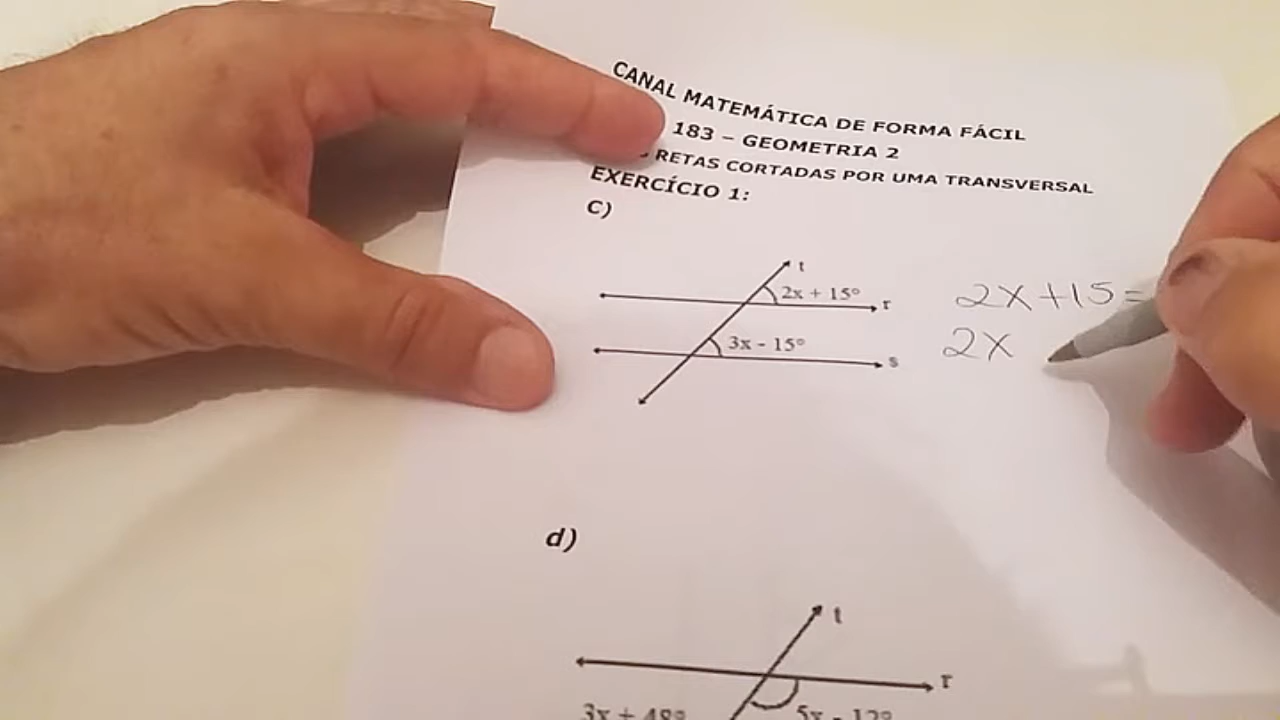 CANAL MATEMÁTICA DE FORMA FÁCIL
183 – GEOMETRIA 2
RETAS CORTADAS POR UMA TRANSVERSAL
EXERCÍCIO 1:
C)
t
2x + 15°
r
2x+15=
3x - 15°
s
2x
d)
t
r
3x + 48°
5x - 12°